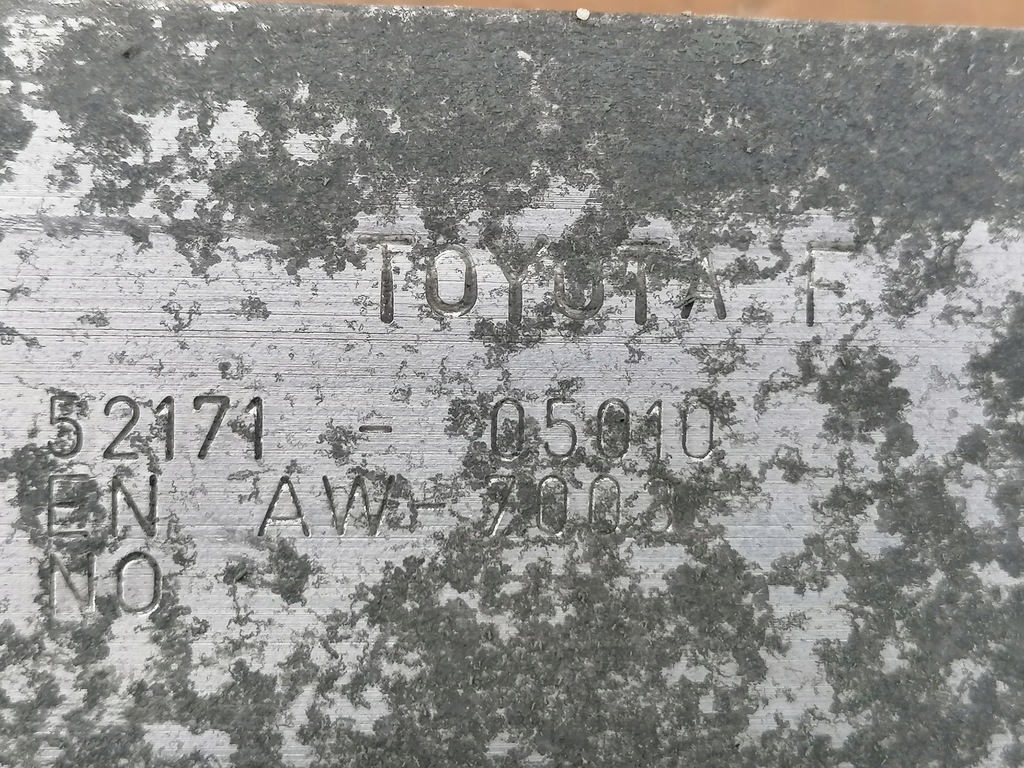 TOYOTA T
52171 - 05010
EN AW-7003
NO